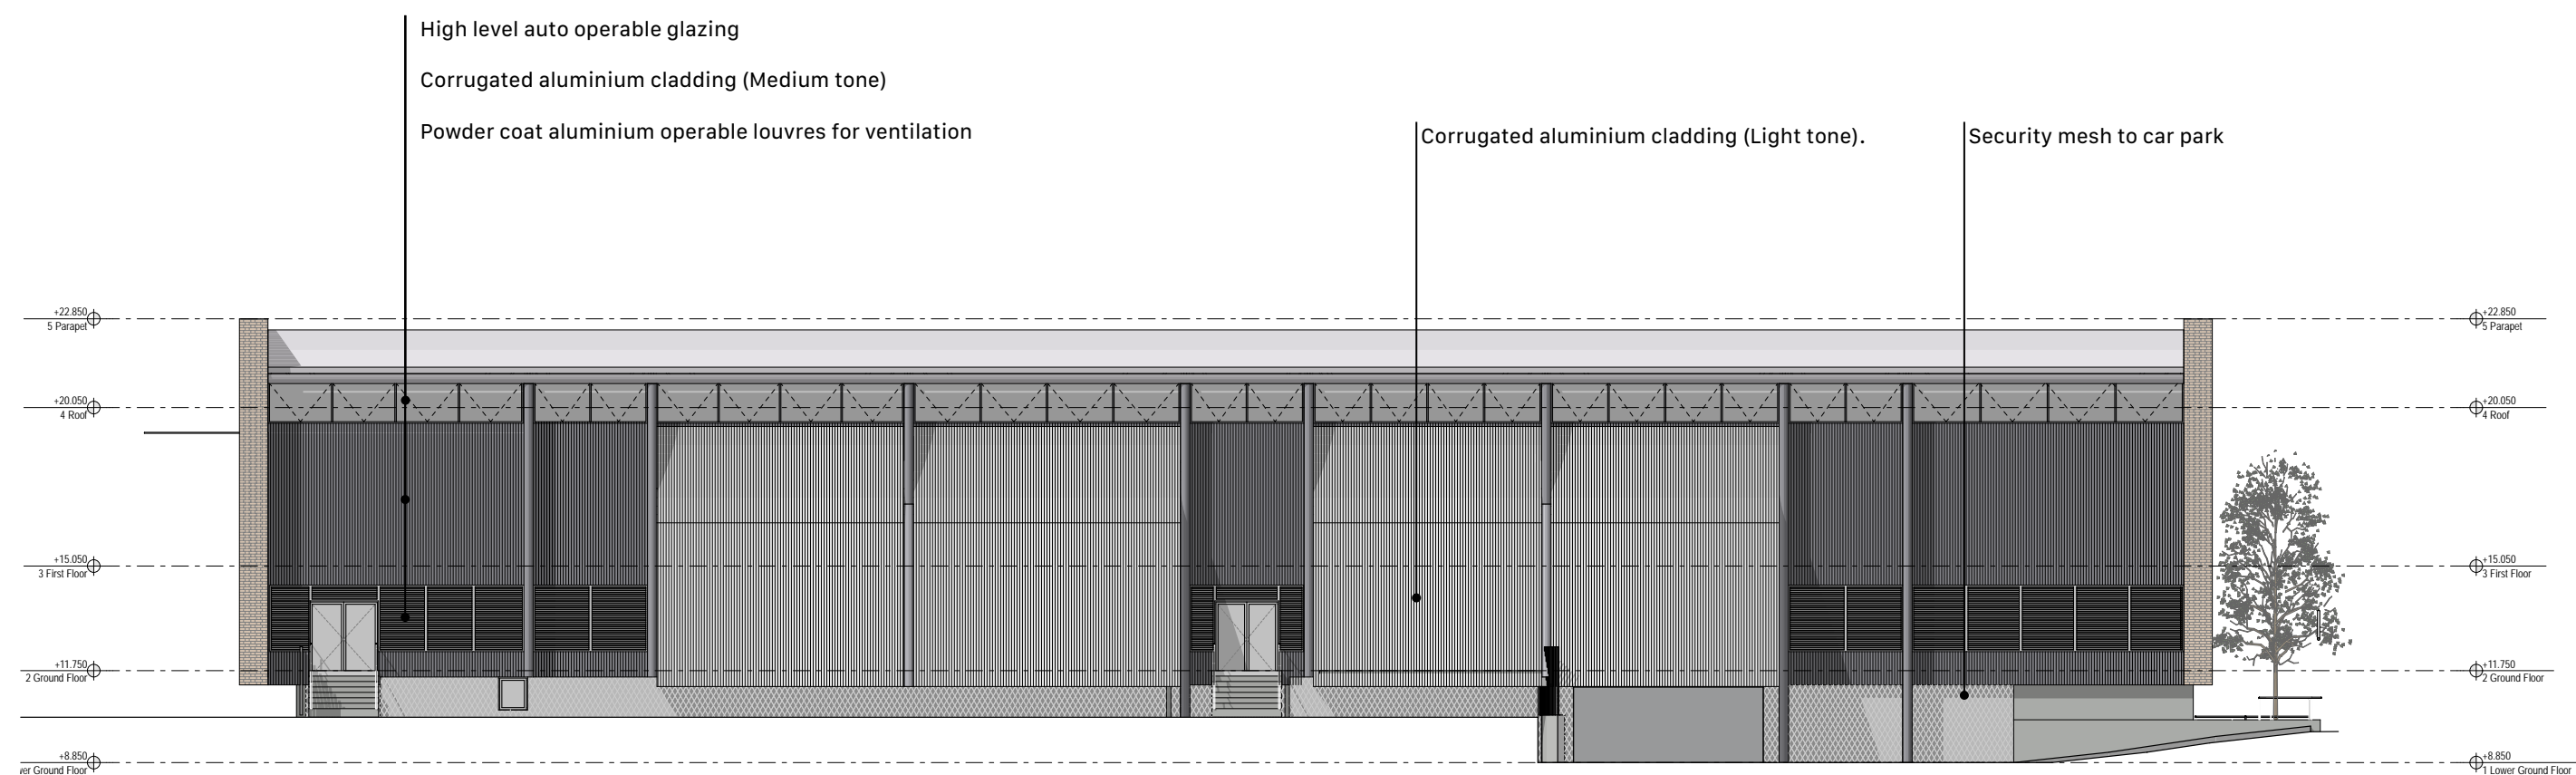 High level auto operable glazing
Corrugated aluminium cladding (Medium tone)
Powder coat aluminium operable louvres for ventilation
Corrugated aluminium cladding (Light tone).
Security mesh to car park
+22.850
5 Parapet
+22.850
5 Parapet
+20.050
4 Roof
+20.050
4 Roof
+15.050
3 First Floor
+15.050
3 First Floor
+11.750
2 Ground Floor
+11.750
2 Ground Floor
+8.850
ver Ground Floor
+8.850
1 Lower Ground Floor